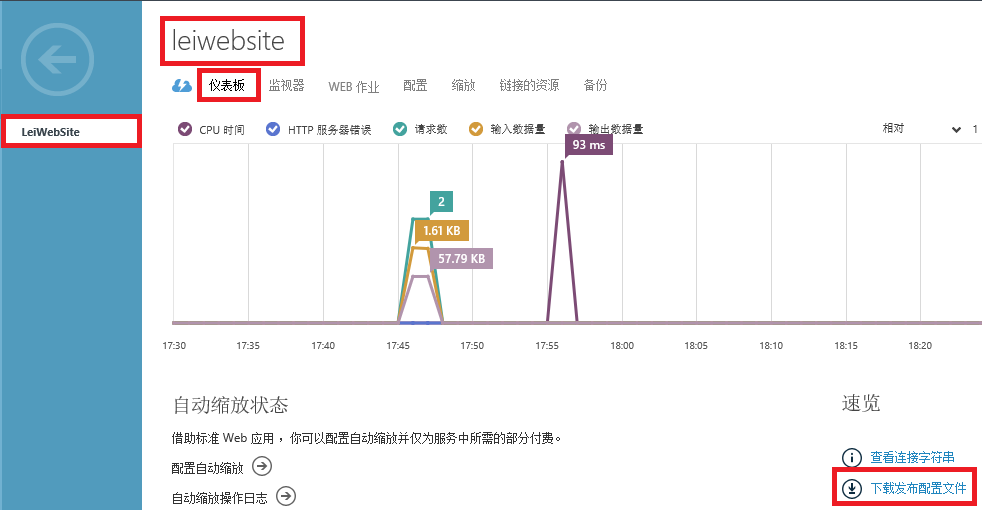 leiwebsite
仪表板 监视器 WEB 作业 配置 缩放 链接的资源 备份
LeiWebSite
CPU 时间 HTTP 服务器错误 请求数 输入数据量 输出数据量 相对 1
93 ms
2
1.61 KB
57.79 KB
17:30 17:35 17:40 17:45 17:50 17:55 18:00 18:05 18:10 18:15 18:20
自动缩放状态
借助标准 Web 应用，你可以配置自动缩放并仅为服务中所需的部分付费。
配置自动缩放
自动缩放操作日志
速览
查看连接字符串
下载发布配置文件